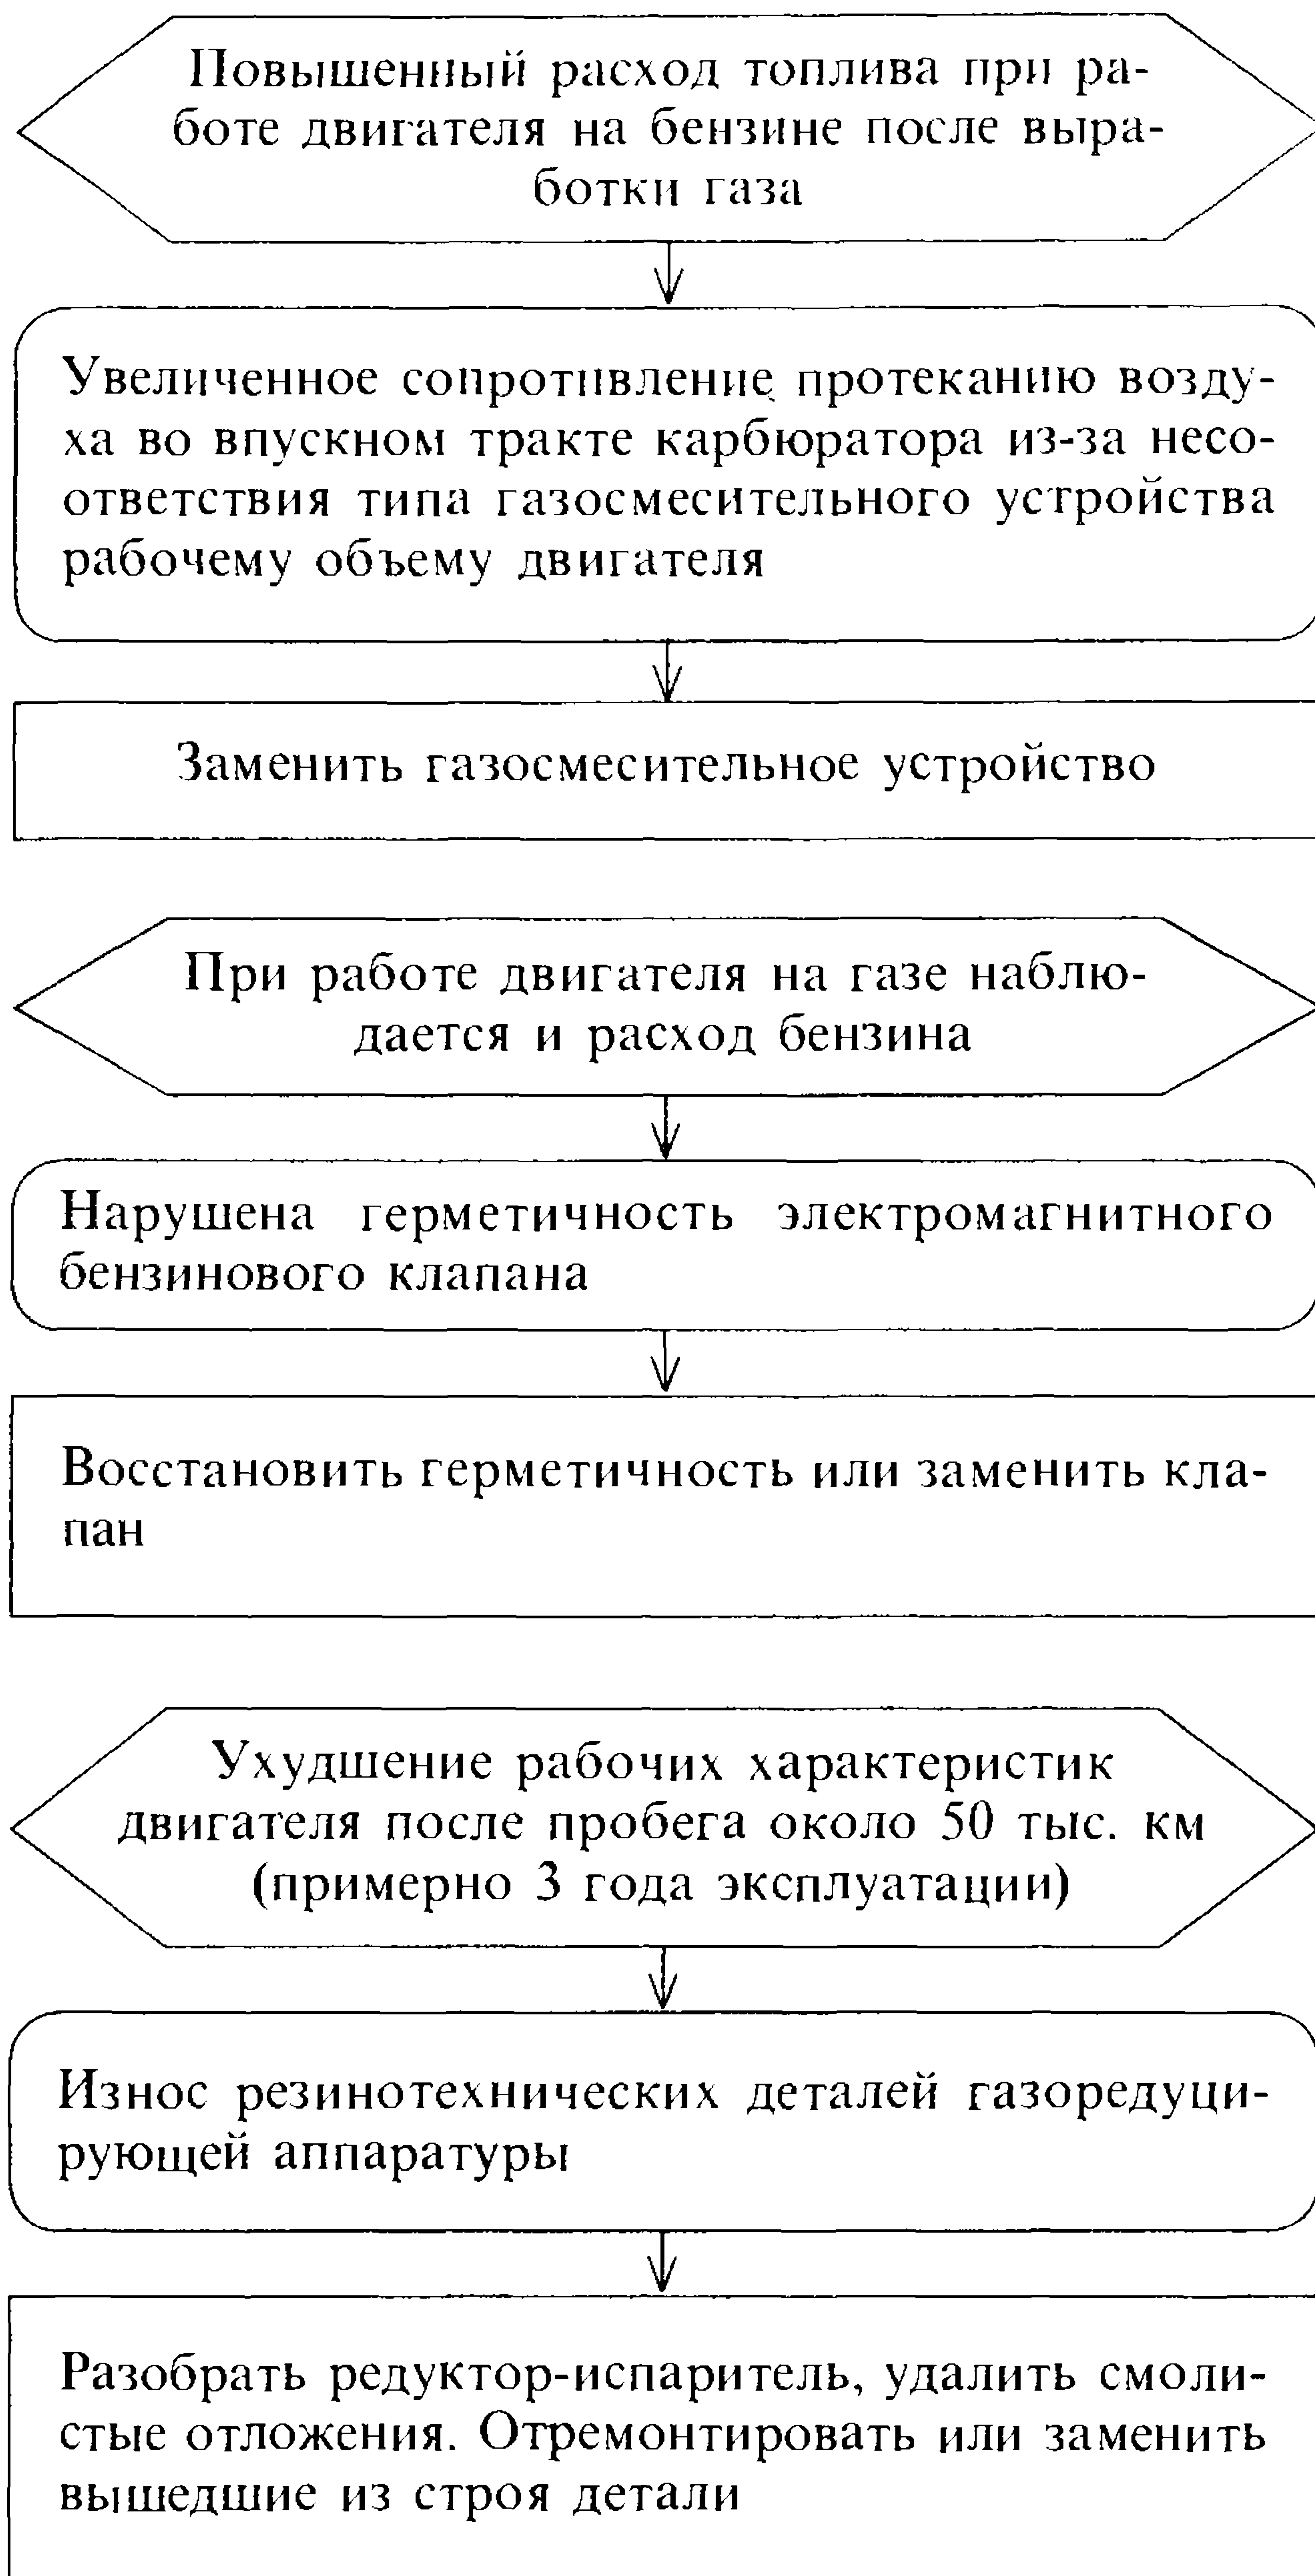 Повышенный расход топлива при ра-
боте двигателя на бензине после выра-
ботки газа
Увеличенное сопротивление протеканию возду-
ха во впускном тракте карбюратора из-за несо-
ответствия типа газосмесительного устройства
рабочему объему двигателя
Заменить газосмесительное устройство
При работе двигателя на газе наблю-
дается и расход бензина
Нарушена герметичность электромагнитного
бензинового клапана
Восстановить герметичность или заменить кла-
пан
Ухудшение рабочих характеристик
двигателя после пробега около 50 тыс. км
(примерно 3 года эксплуатации)
Износ резинотехнических деталей газоредуци-
рующей аппаратуры
Разобрать редуктор-испаритель, удалить смоли-
стые отложения. Отремонтировать или заменить
вышедшие из строя детали